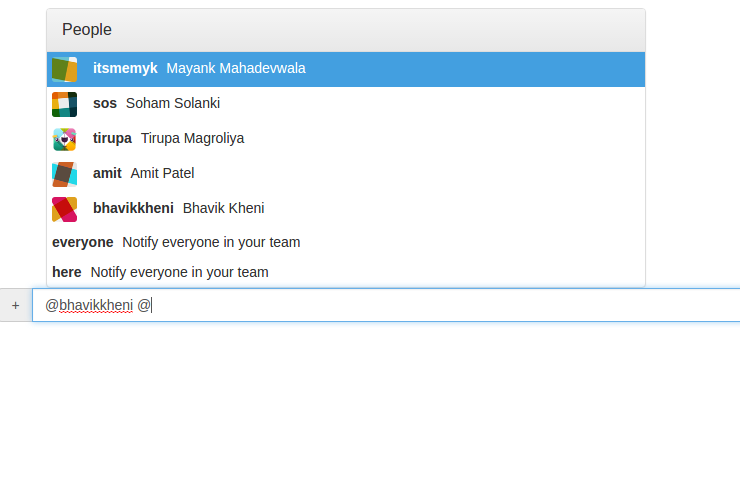 People
itsmemyk Mayank Mahadevwala
sos Soham Solanki
tirupa Tirupa Magroliya
amit Amit Patel
bhavikkheni Bhavik Kheni
everyone Notify everyone in your team
here Notify everyone in your team
+ @bhavikkheni @